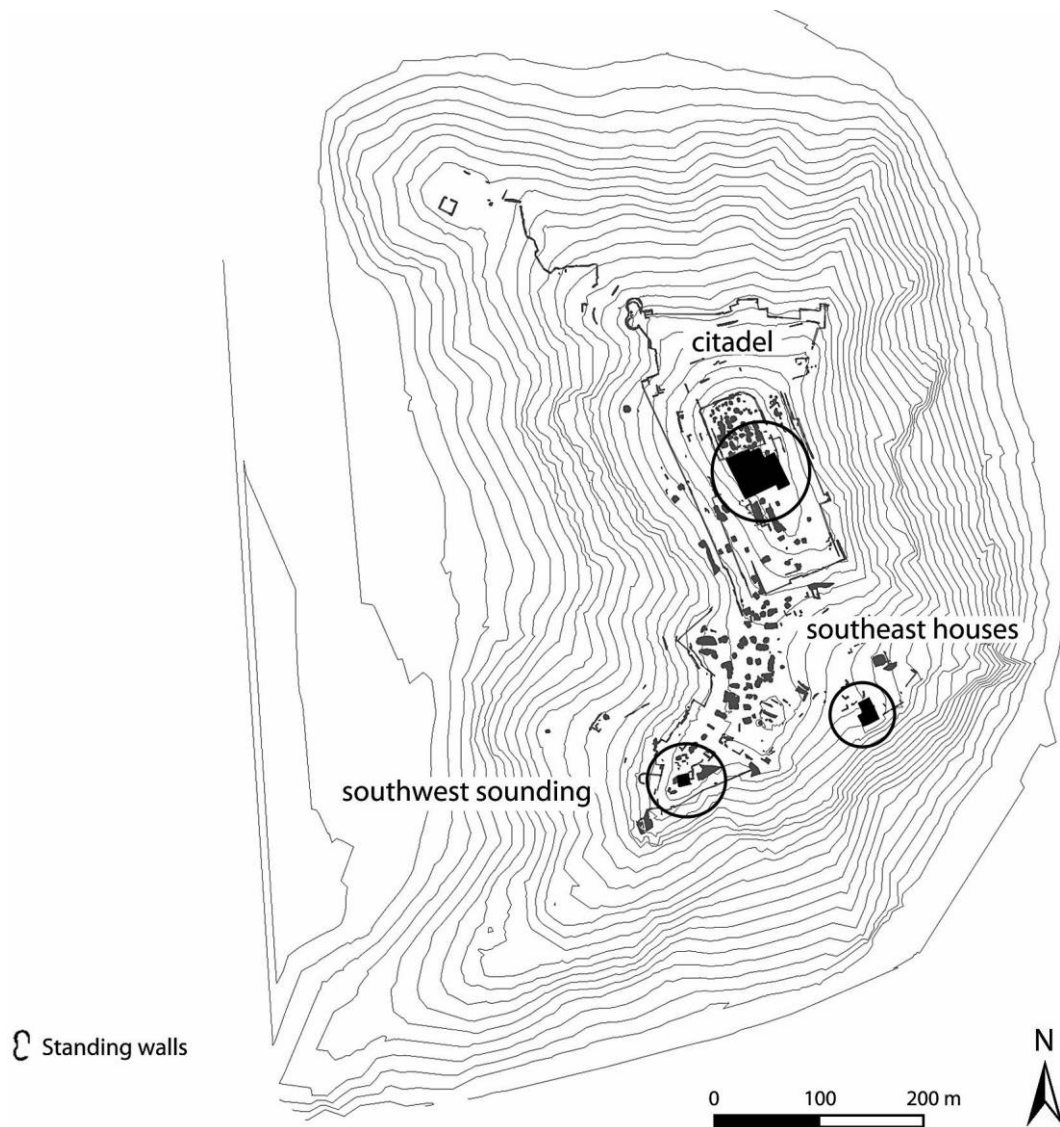 citadel
southeast houses
southwest sounding
Standing walls
N
0 100 200 m